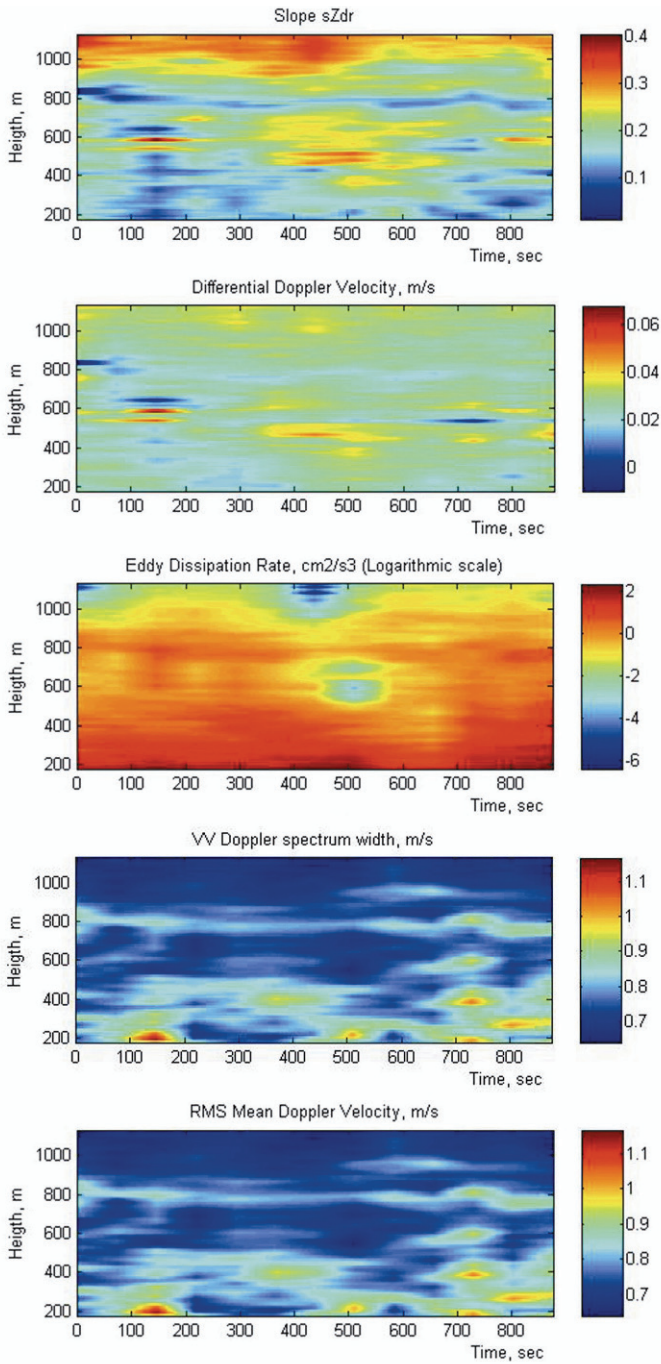 Slope sZdr
Heigth, m
1000
800
600
400
200
0 100 200 300 400 500 600 700 800
Time, sec
0.4
0.3
0.2
0.1
Differential Doppler Velocity, m/s
Heigth, m
1000
800
600
400
200
0 100 200 300 400 500 600 700 800
Time, sec
0.06
0.04
0.02
0
Eddy Dissipation Rate, cm2/s3 (Logarithmic scale)
Heigth, m
1000
800
600
400
200
0 100 200 300 400 500 600 700 800
Time, sec
2
0
-2
-4
-6
VV Doppler spectrum width, m/s
Heigth, m
1000
800
600
400
200
0 100 200 300 400 500 600 700 800
Time, sec
1.1
1
0.9
0.8
0.7
RMS Mean Doppler Velocity, m/s
Heigth, m
1000
800
600
400
200
0 100 200 300 400 500 600 700 800
Time, sec
1.1
1
0.9
0.8
0.7